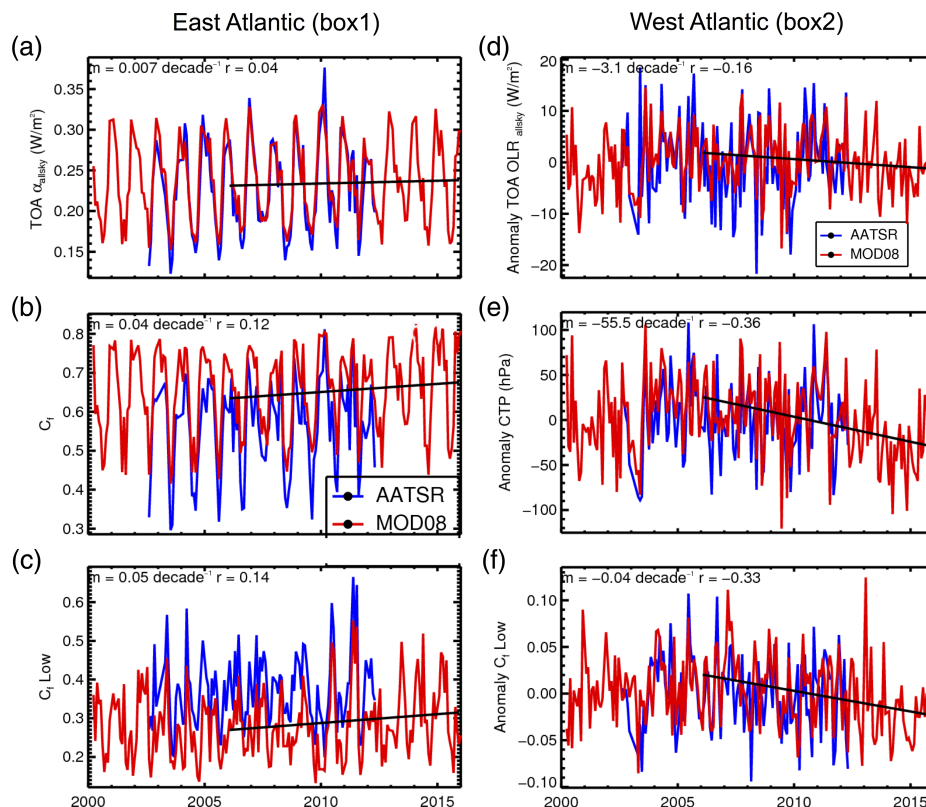 East Atlantic (box1)
West Atlantic (box2)
(a)
m = 0.007 decade⁻¹ r = 0.04
TOA α_allsky (W/m²)
0.35
0.30
0.25
0.20
0.15
(d)
m = −3.1 decade⁻¹ r = −0.16
Anomaly TOA OLR_allsky (W/m²)
20
10
0
−10
−20
AATSR
MOD08
(b)
m = 0.04 decade⁻¹ r = 0.12
C_f
0.8
0.7
0.6
0.5
0.4
0.3
AATSR
MOD08
(e)
m = −55.5 decade⁻¹ r = −0.36
Anomaly CTP (hPa)
100
50
0
−50
−100
(c)
m = 0.05 decade⁻¹ r = 0.14
C_f Low
0.6
0.5
0.4
0.3
0.2
2000 2005 2010 2015
(f)
m = −0.04 decade⁻¹ r = −0.33
Anomaly C_f Low
0.10
0.05
0.00
−0.05
−0.10
2000 2005 2010 2015